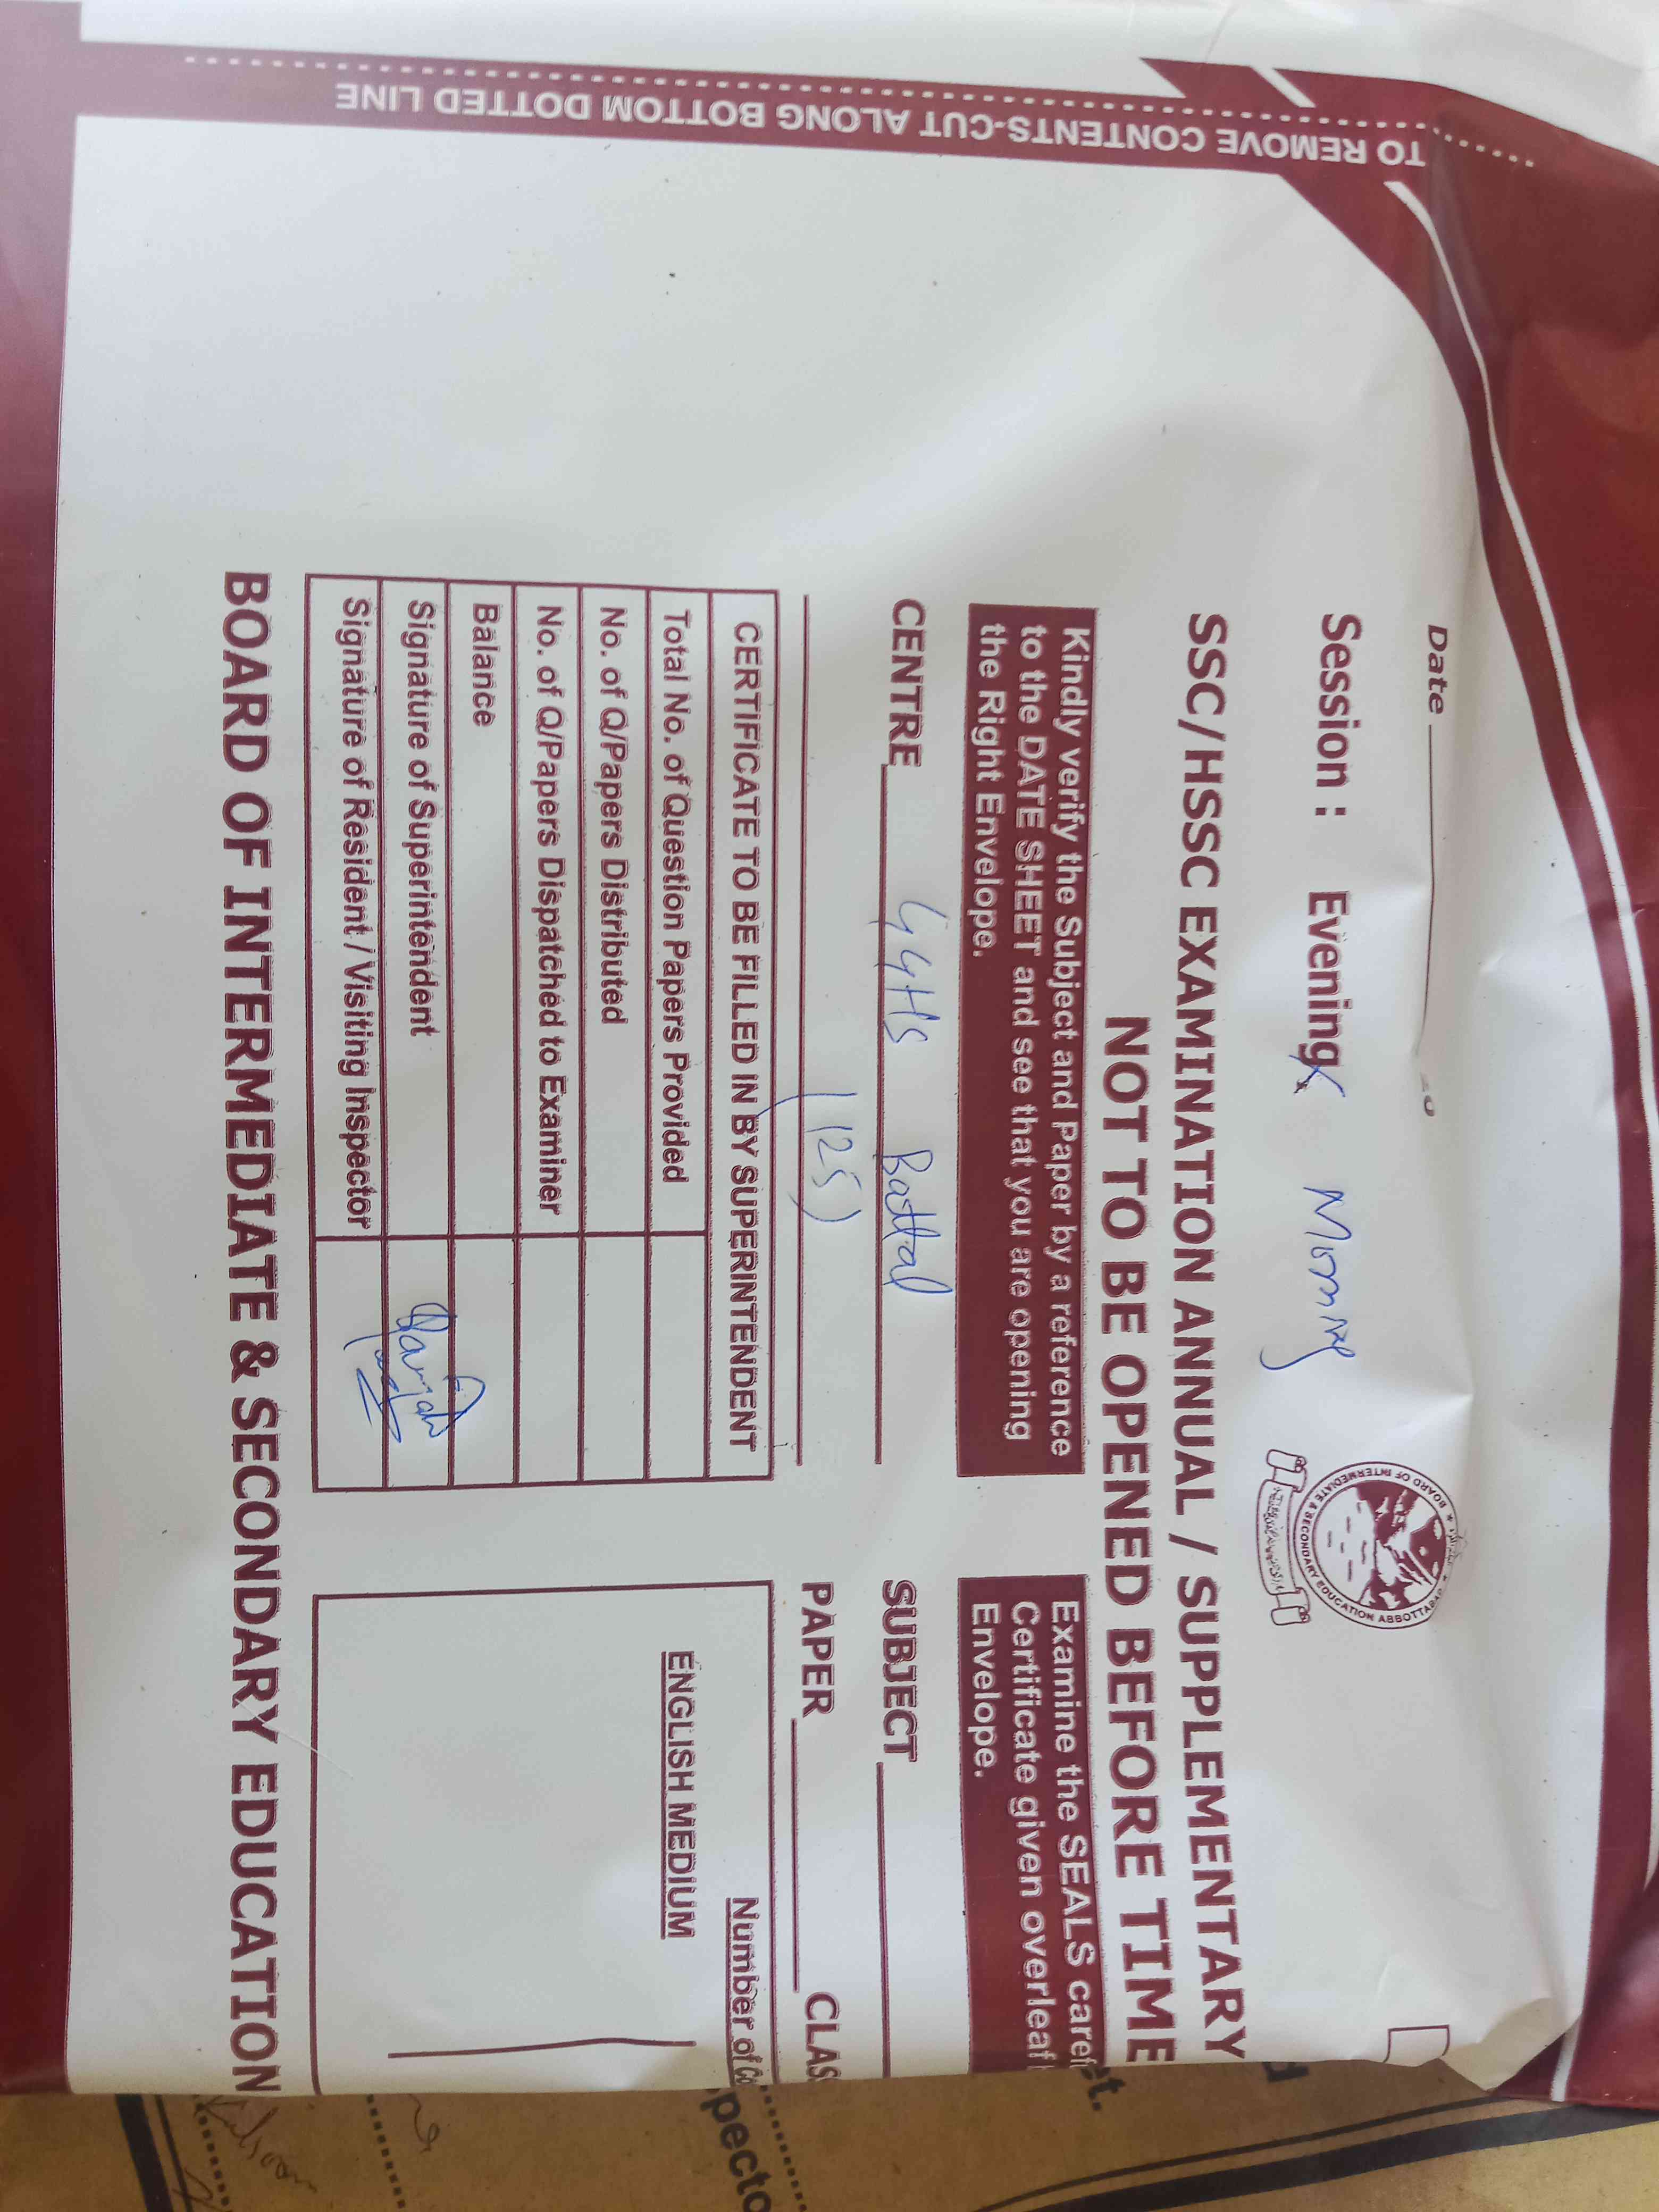 Date
Session : Evening Morning
BOARD OF INTERMEDIATE & SECONDARY EDUCATION ABBOTTABAD
SSC/HSSC EXAMINATION ANNUAL / SUPPLEMENTARY
NOT TO BE OPENED BEFORE TIME
Kindly verify the Subject and Paper by a reference
to the DATE SHEET and see that you are opening
the Right Envelope.
Examine the SEALS caref
Certificate given overleaf
Envelope.
CENTRE GGHS Battal
(125)
SUBJECT
PAPER CLAS
CERTIFICATE TO BE FILLED IN BY SUPERINTENDENT
Total No. of Question Papers Provided
No. of Q/Papers Distributed
No. of Q/Papers Dispatched to Examiner
Balance
Signature of Superintendent
Signature of Resident / Visiting Inspector
Number of Co
ENGLISH MEDIUM
BOARD OF INTERMEDIATE & SECONDARY EDUCATION
TO REMOVE CONTENTS-CUT ALONG BOTTOM DOTTED LINE
et.
pecto